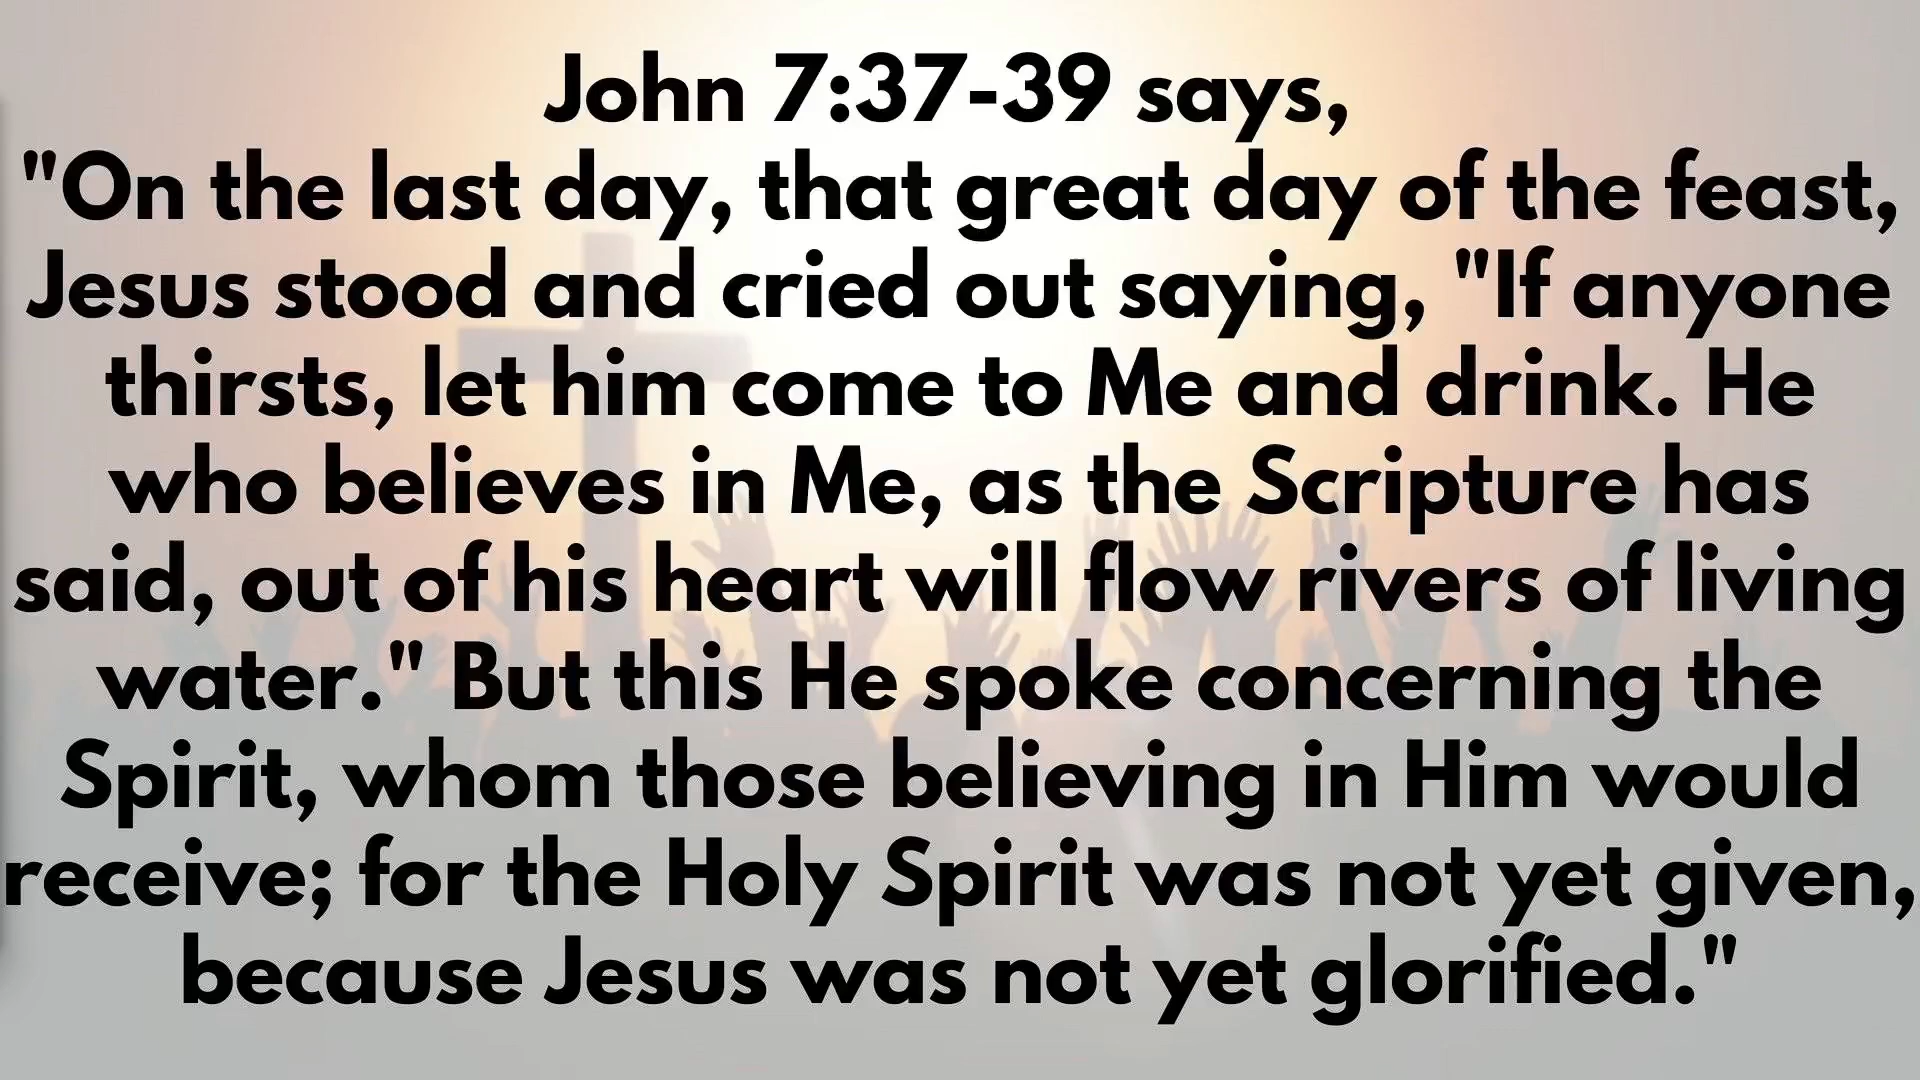 John 7:37-39 says,
"On the last day, that great day of the feast,
Jesus stood and cried out saying, "If anyone
thirsts, let him come to Me and drink. He
who believes in Me, as the Scripture has
said, out of his heart will flow rivers of living
water." But this He spoke concerning the
Spirit, whom those believing in Him would
receive; for the Holy Spirit was not yet given,
because Jesus was not yet glorified."